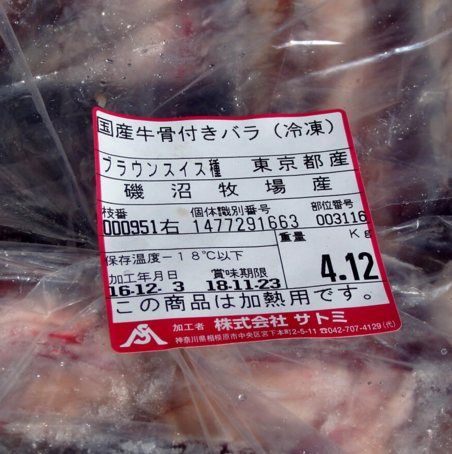 国産牛骨付きバラ（冷凍）
ブラウンスイス種 東京都産
磯沼牧場産
枝番 個体識別番号 部位番号
000951右 1477291663 003116
重量 Kg
保存温度－18℃以下
4.12
加工年月日 賞味期限
16-12. 3 18-11-23
この商品は加熱用です。
加工者 株式会社 サトミ
神奈川県相模原市中央区宮下本町2-5-11 ☎042-707-4129（代）